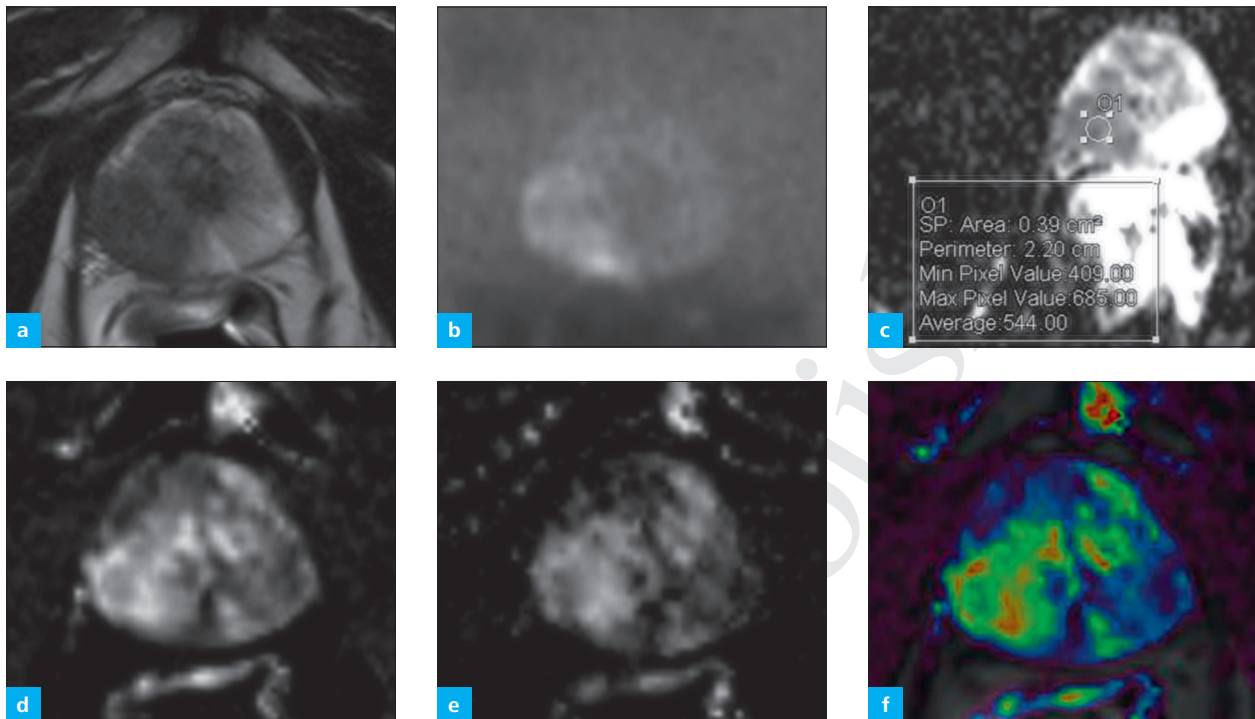 a
b
O1
O1
SP: Area: 0.39 cm²
Perimeter: 2.20 cm
Min Pixel Value:409.00
Max Pixel Value:685.00
Average:544.00
c
d
e
f